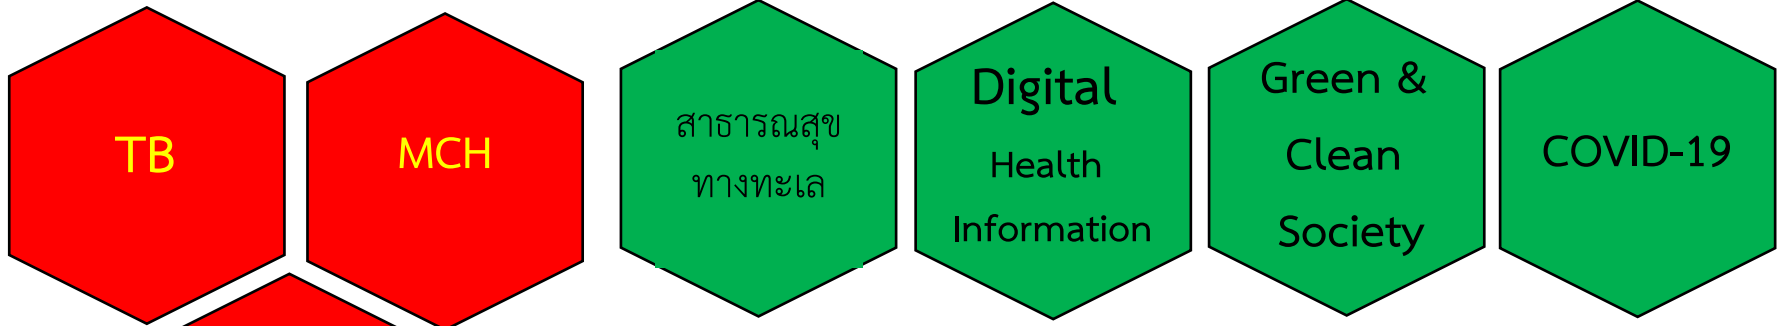 TB
MCH
สาธารณสุข
ทางทะเล
Digital
Health
Information
Green &
Clean
Society
COVID-19